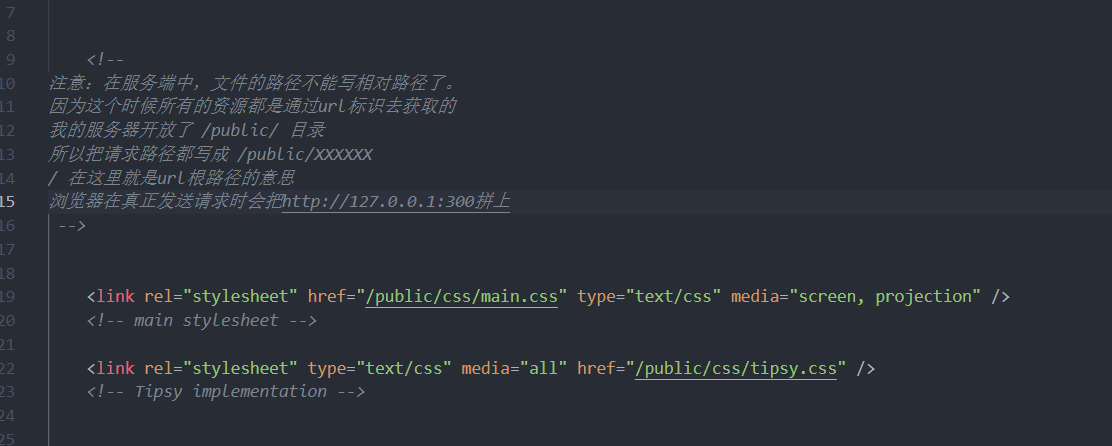 7
8
9 <!--
10 注意：在服务端中，文件的路径不能写相对路径了。
11 因为这个时候所有的资源都是通过url标识去获取的
12 我的服务器开放了 /public/ 目录
13 所以把请求路径都写成 /public/XXXXXX
14 / 在这里就是url根路径的意思
15 浏览器在真正发送请求时会把http://127.0.0.1:300拼上
16 -->
17
18
19 <link rel="stylesheet" href="/public/css/main.css" type="text/css" media="screen, projection" />
20 <!-- main stylesheet -->
21
22 <link rel="stylesheet" type="text/css" media="all" href="/public/css/tipsy.css" />
23 <!-- Tipsy implementation -->
24
25